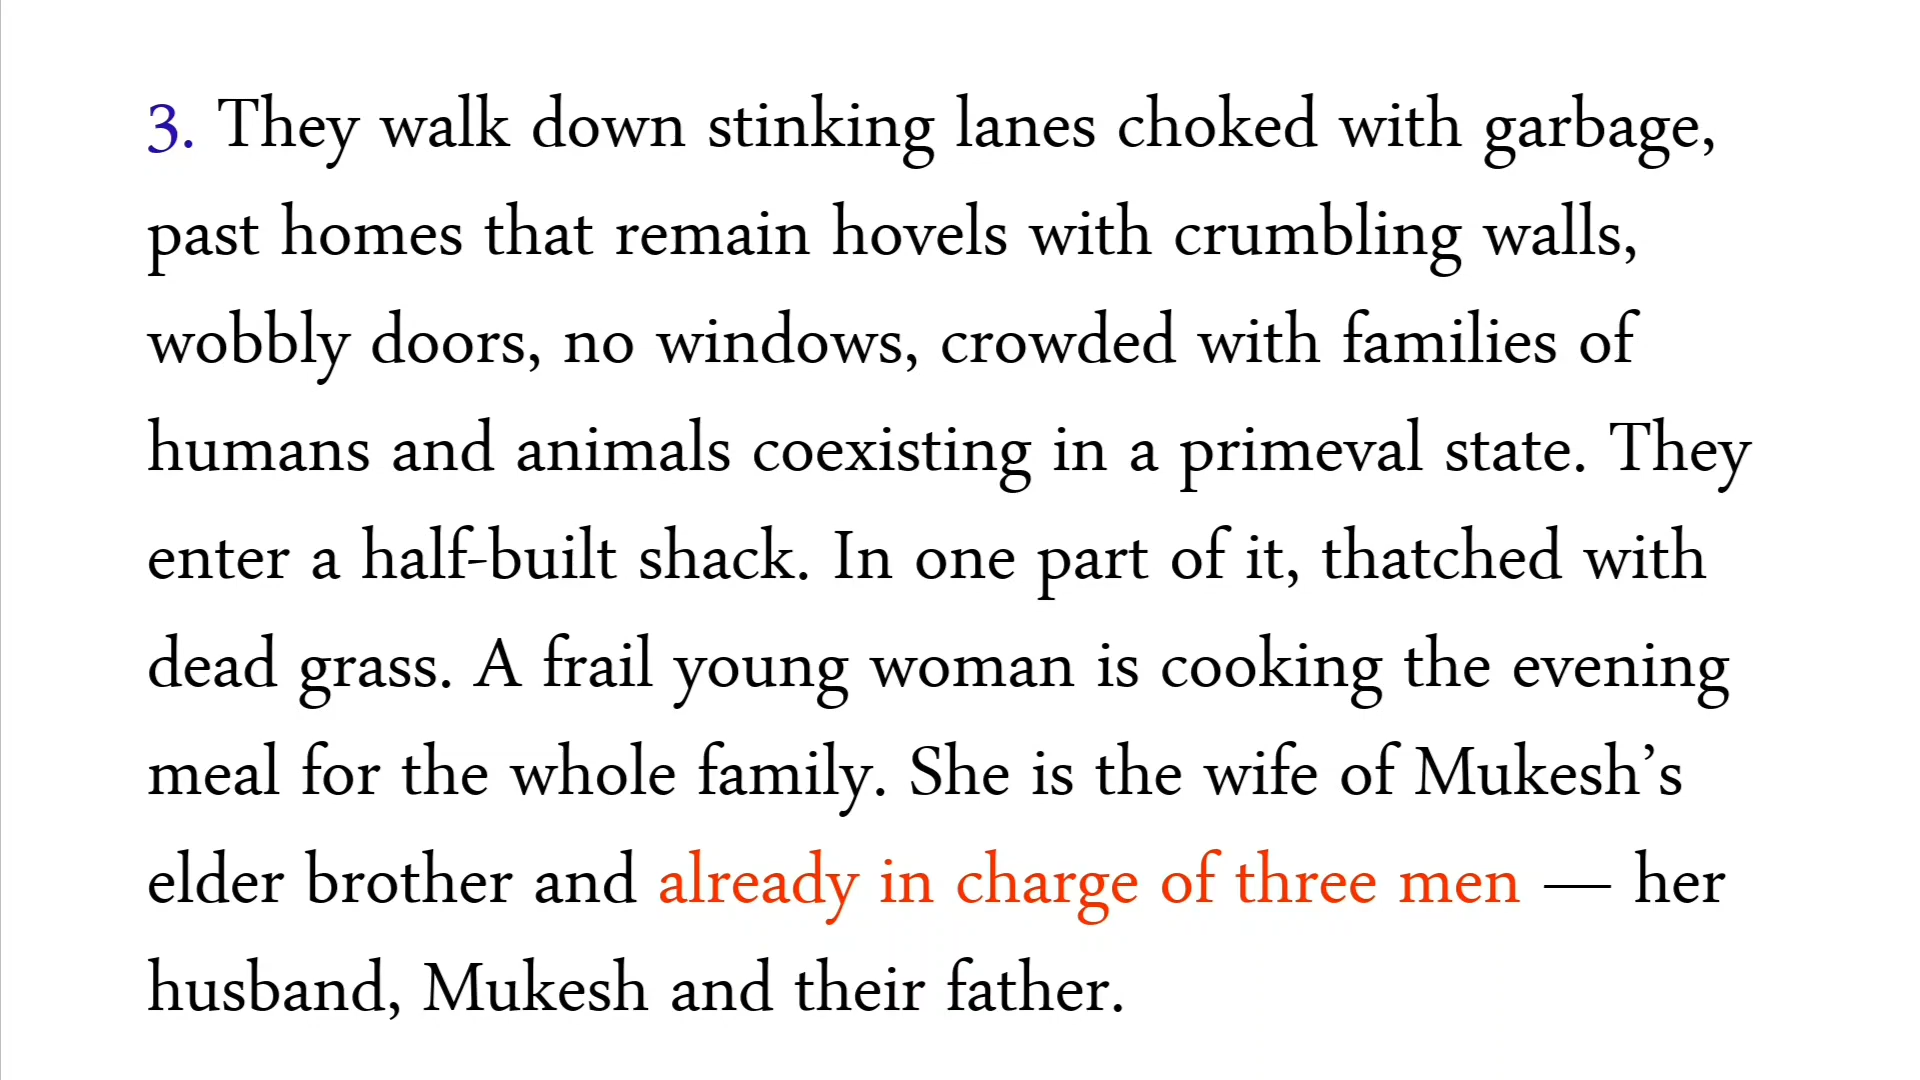 3. They walk down stinking lanes choked with garbage,
past homes that remain hovels with crumbling walls,
wobbly doors, no windows, crowded with families of
humans and animals coexisting in a primeval state. They
enter a half-built shack. In one part of it, thatched with
dead grass. A frail young woman is cooking the evening
meal for the whole family. She is the wife of Mukesh’s
elder brother and already in charge of three men — her
husband, Mukesh and their father.